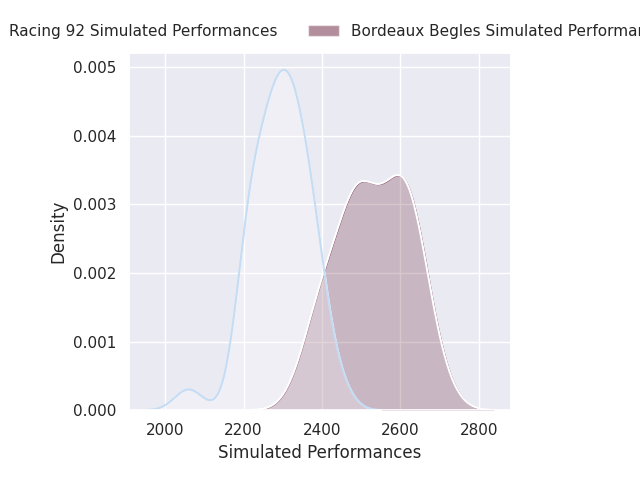 Racing 92 Simulated Performances
Bordeaux Begles Simulated Performan
0.005
0.004
0.003
0.002
0.001
0.000
Density
2000 2200 2400 2600 2800
Simulated Performances